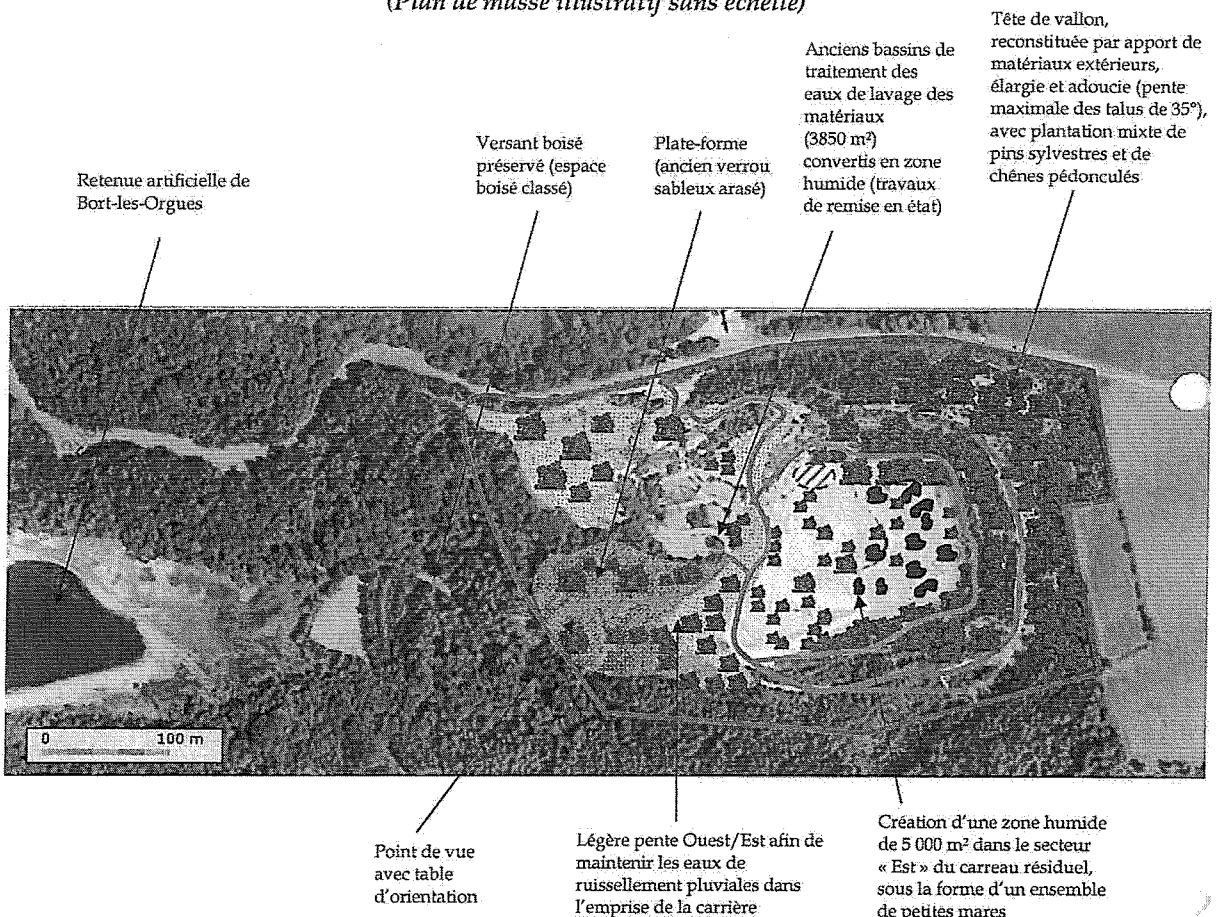 (Plan de masse illustratif sans échelle)
Tête de vallon,
reconstituée par apport de
matériaux extérieurs,
élargie et adoucie (pente
maximale des talus de 35°),
avec plantation mixte de
pins sylvestres et de
chênes pédonculés
Anciens bassins de
traitement des
eaux de lavage des
matériaux
(3850 m²)
convertis en zone
humide (travaux
de remise en état)
Versant boisé
préservé (espace
boisé classé)
Plate-forme
(ancien verrou
sableux arasé)
Retenue artificielle de
Bort-les-Orgues
0 100 m
Point de vue
avec table
d'orientation
Légère pente Ouest/Est afin de
maintenir les eaux de
ruissellement pluviales dans
l'emprise de la carrière
Création d'une zone humide
de 5 000 m² dans le secteur
« Est » du carreau résiduel,
sous la forme d'un ensemble
de petites mares